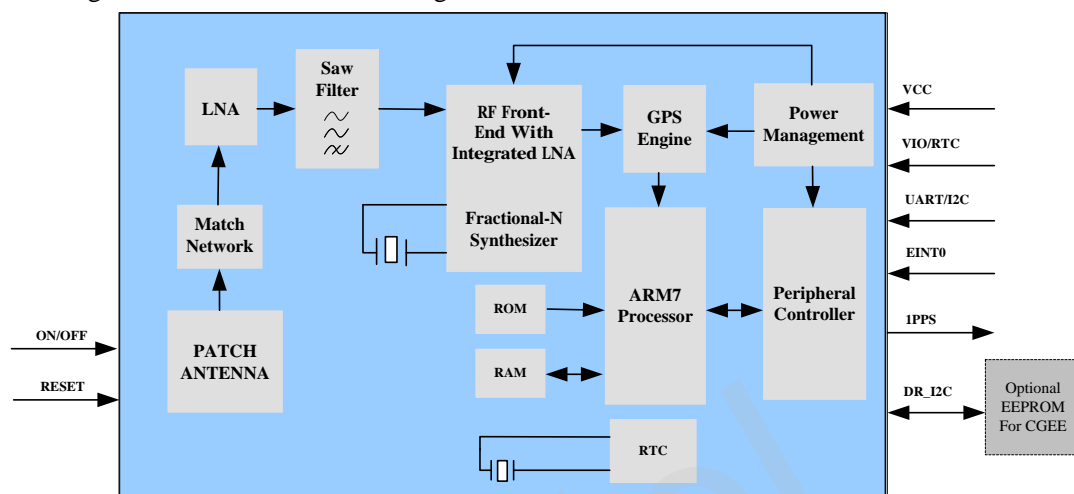 Saw
Filter
LNA
RF Front-
End With
Integrated LNA
GPS
Engine
Power
Management
VCC
VIO/RTC
UART/I2C
Match
Network
Fractional-N
Synthesizer
EINT0
ROM
ARM7
Processor
Peripheral
Controller
1PPS
ON/OFF
PATCH
ANTENNA
RAM
RESET
DR_I2C
Optional
EEPROM
For CGEE
RTC